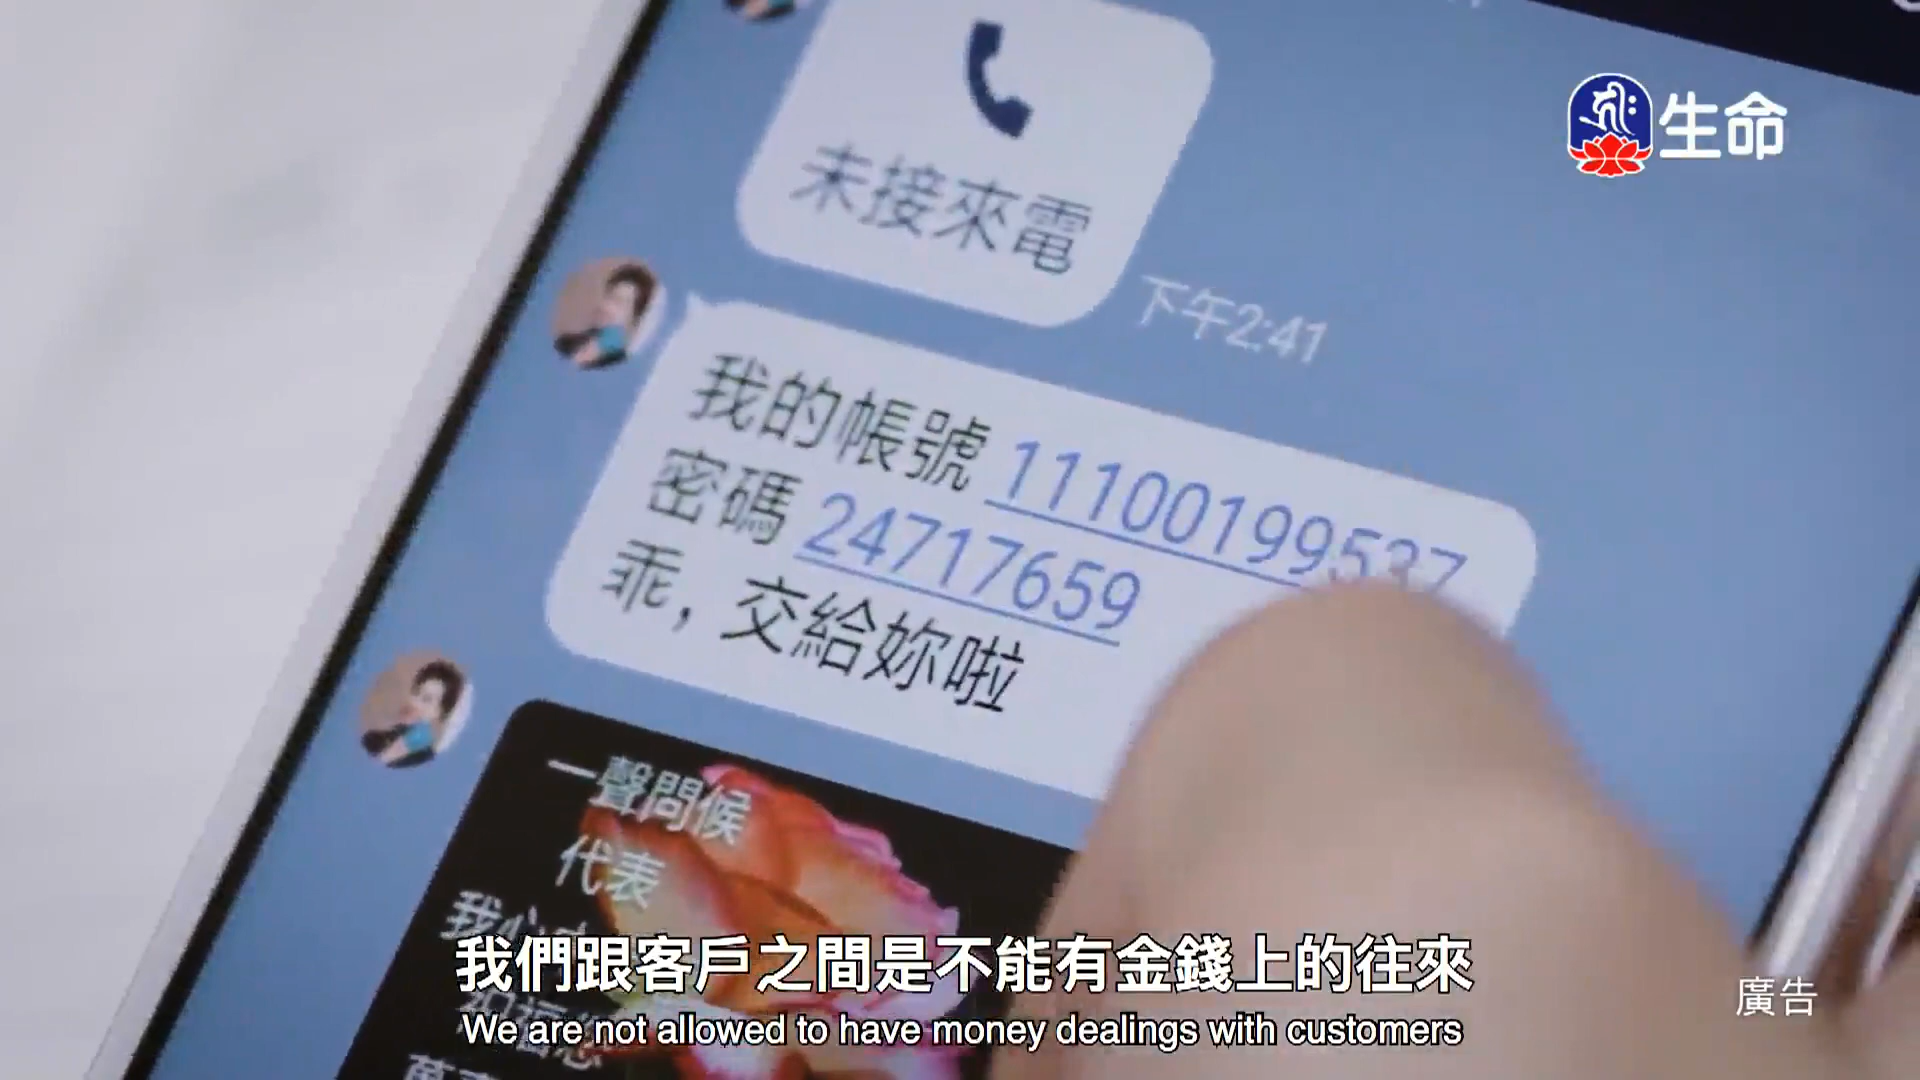 生命
未接來電
下午2:41
我的帳號 11100199537
密碼 24717659
乖，交給妳啦
一聲問候
代表
我心
我們跟客戶之間是不能有金錢上的往來
We are not allowed to have money dealings with customers
廣告